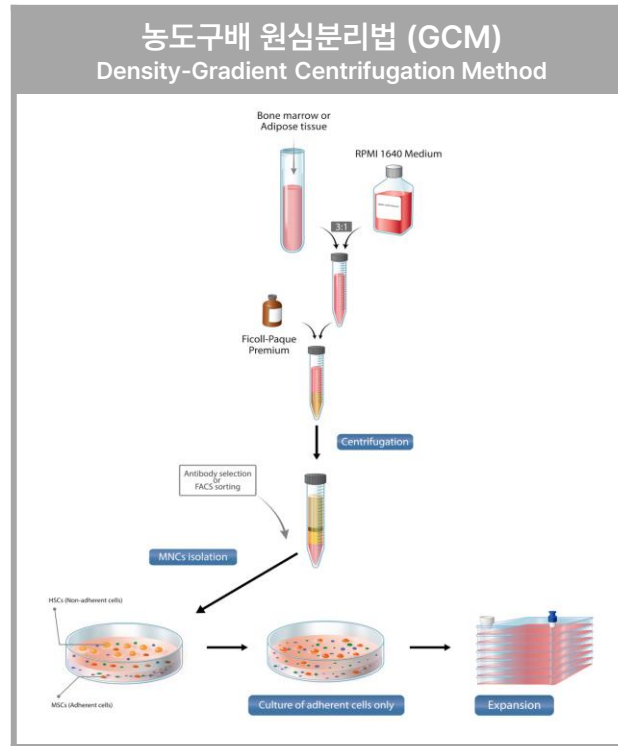 농도구배 원심분리법 (GCM)
Density-Gradient Centrifugation Method
Bone marrow or
Adipose tissue
RPMI 1640 Medium
3:1
Ficoll-Paque
Premium
Centrifugation
Antibody selection
or
FACS sorting
MNCs isolation
HSCs (Non-adherent cells)
MSCs (Adherent cells)
Culture of adherent cells only
Expansion